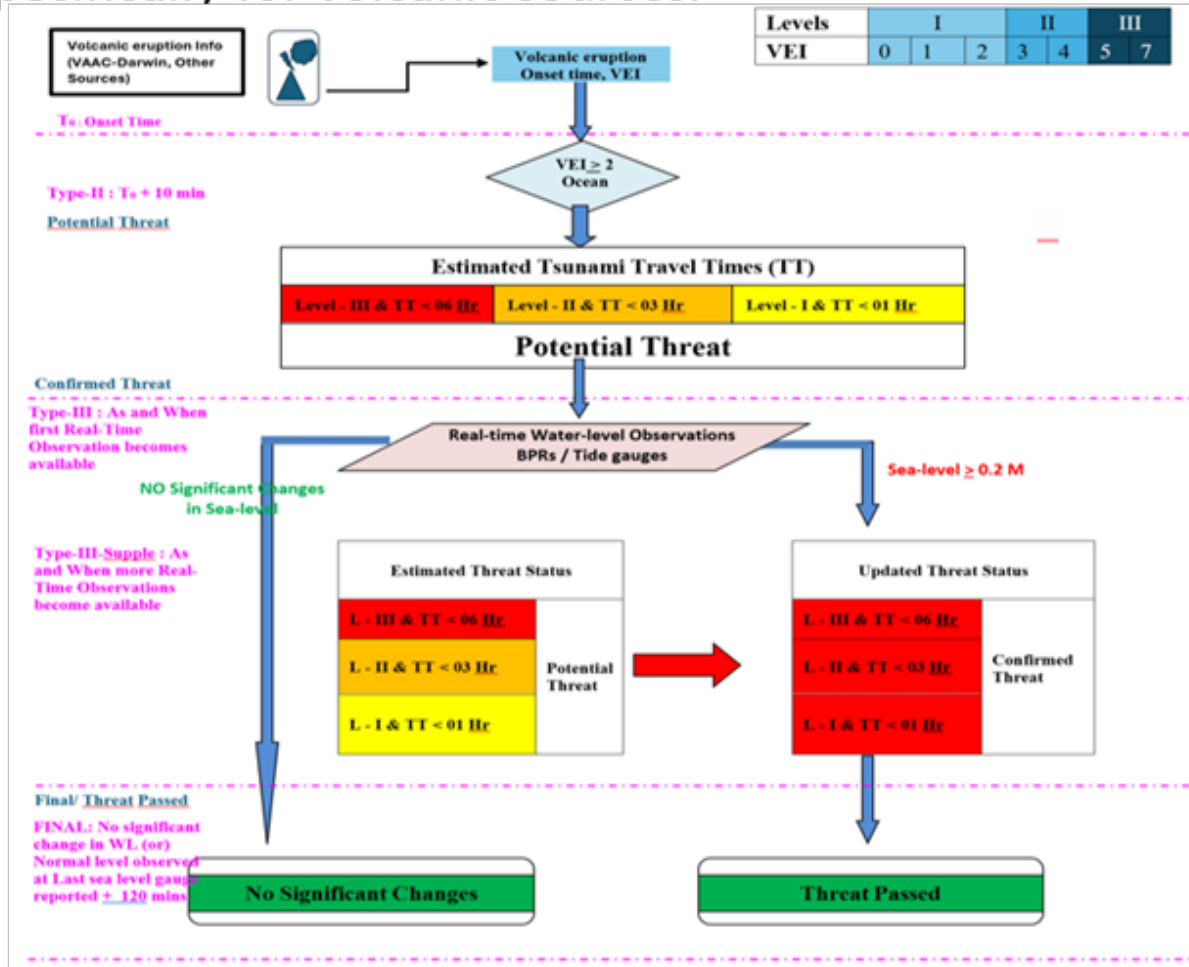 Levels I II III
VEI 0 1 2 3 4 5 7
Volcanic eruption Info
(VAAC-Darwin, Other
Sources)
Volcanic eruption
Onset time, VEI
T₀ : Onset Time
VEI ≥ 2
Ocean
Type-II : T₀ + 10 min
Potential Threat
Estimated Tsunami Travel Times (TT)
Level - III & TT < 06 Hr
Level - II & TT < 03 Hr
Level - I & TT < 01 Hr
Potential Threat
Confirmed Threat
Type-III : As and When
first Real-Time
Observation becomes
available
Real-time Water-level Observations
BPRs / Tide gauges
NO Significant Changes
in Sea-level
Sea-level ≥ 0.2 M
Type-III-Supple : As
and When more Real-
Time Observations
become available
Estimated Threat Status
L - III & TT < 06 Hr
L - II & TT < 03 Hr
L - I & TT < 01 Hr
Potential
Threat
Updated Threat Status
L - III & TT < 06 Hr
L - II & TT < 03 Hr
L - I & TT < 01 Hr
Confirmed
Threat
Final/ Threat Passed
FINAL: No significant
change in WL (or)
Normal level observed
at Last sea level gauge
reported + 120 mins
No Significant Changes
Threat Passed